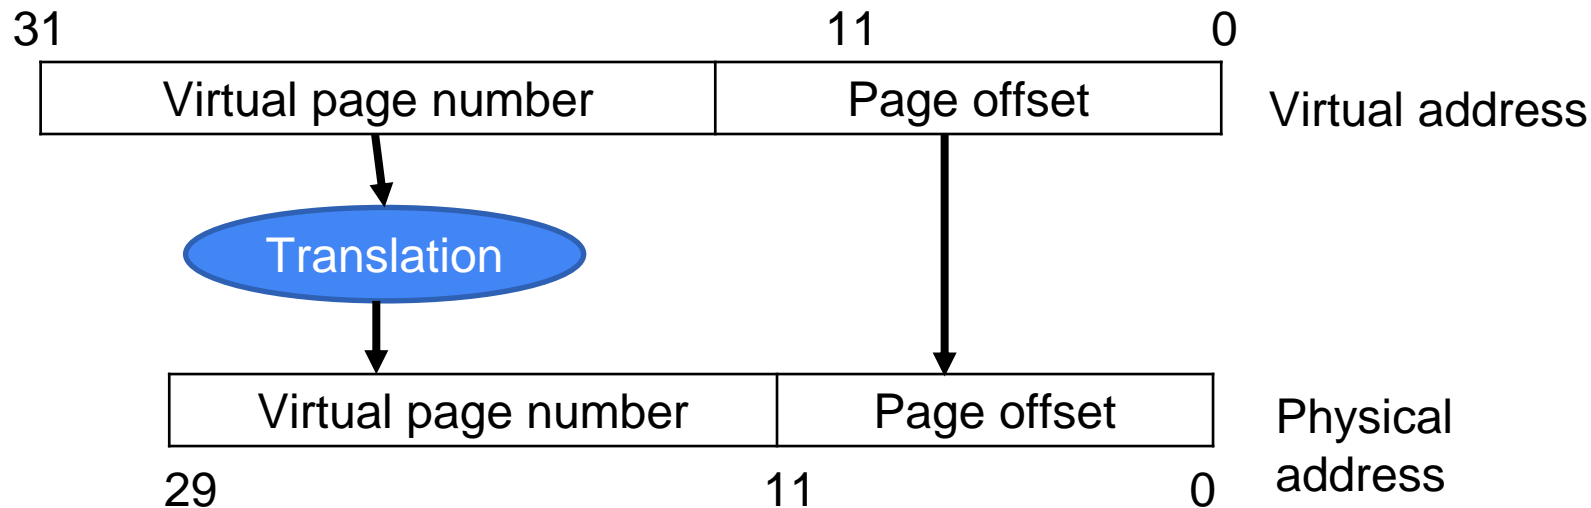 31 11 0
Virtual page number Page offset Virtual address
Translation
Virtual page number Page offset Physical
address
29 11 0